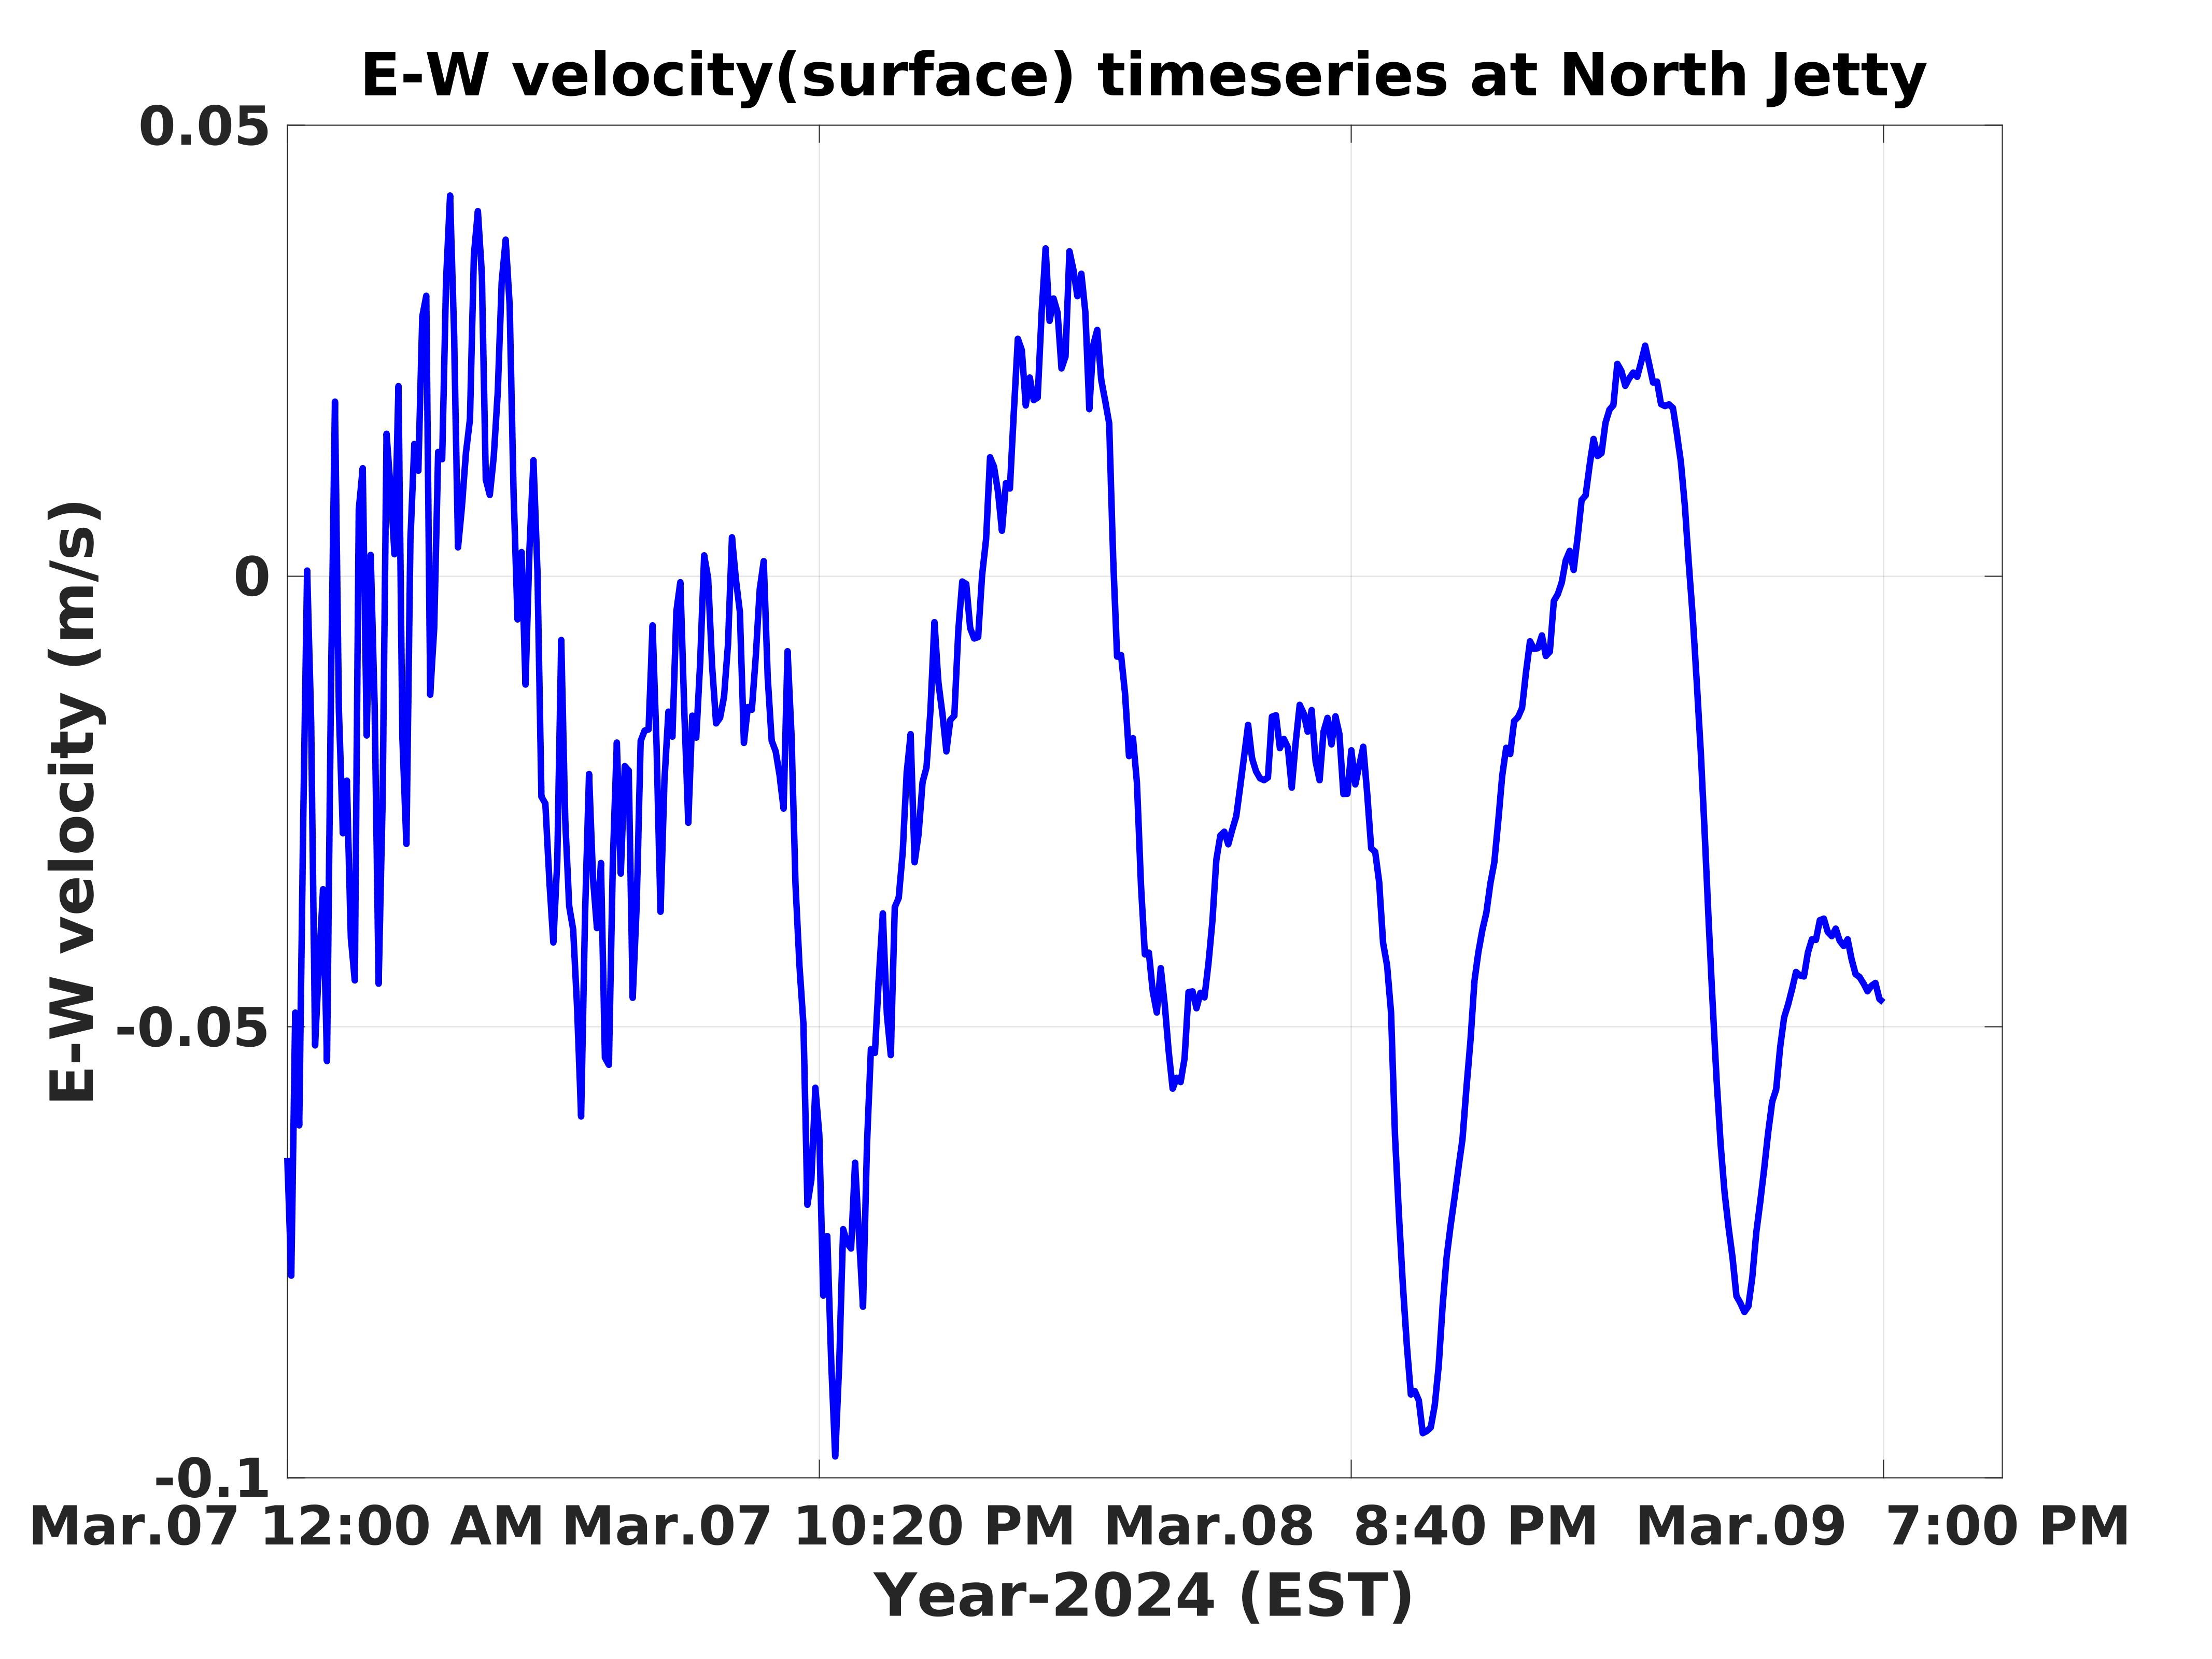 E-W velocity(surface) timeseries at North Jetty
0.05
0
-0.05
-0.1
E-W velocity (m/s)
Mar.07 12:00 AM Mar.07 10:20 PM Mar.08 8:40 PM Mar.09 7:00 PM
Year-2024 (EST)